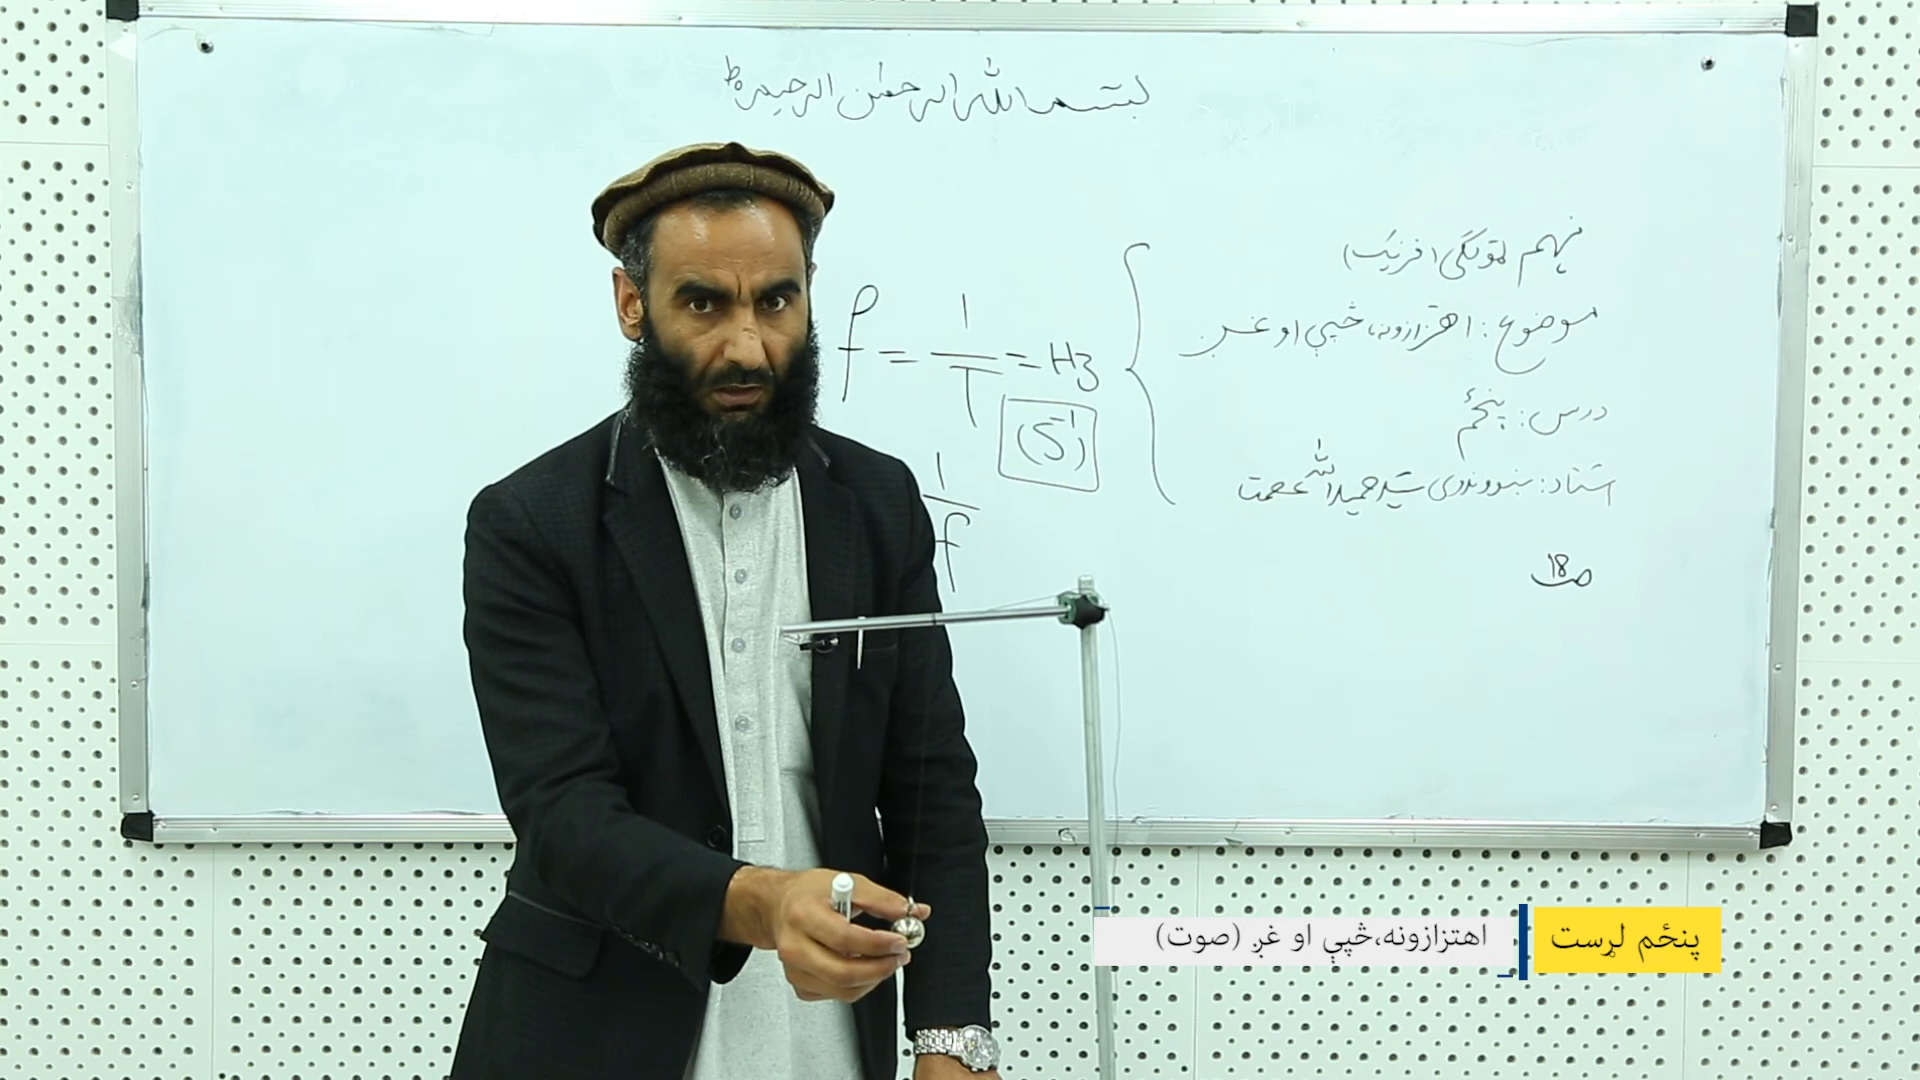 بسم الله الرحمن الرحیم
نهم ټولګی (فزیک)
موضوع: اهتزازونه، څپې او غږ
درس: پنځم
استاد: ښوونوی سید حمیدالله عصمت
ص ۱۸
f = 1/T = Hz
(S⁻¹)
1/f
پنځم لړست
اهتزازونه،څپې او غږ (صوت)